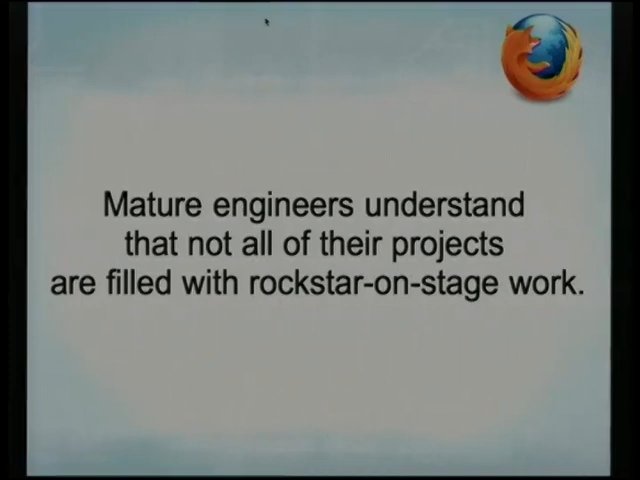 Mature engineers understand
that not all of their projects
are filled with rockstar-on-stage work.